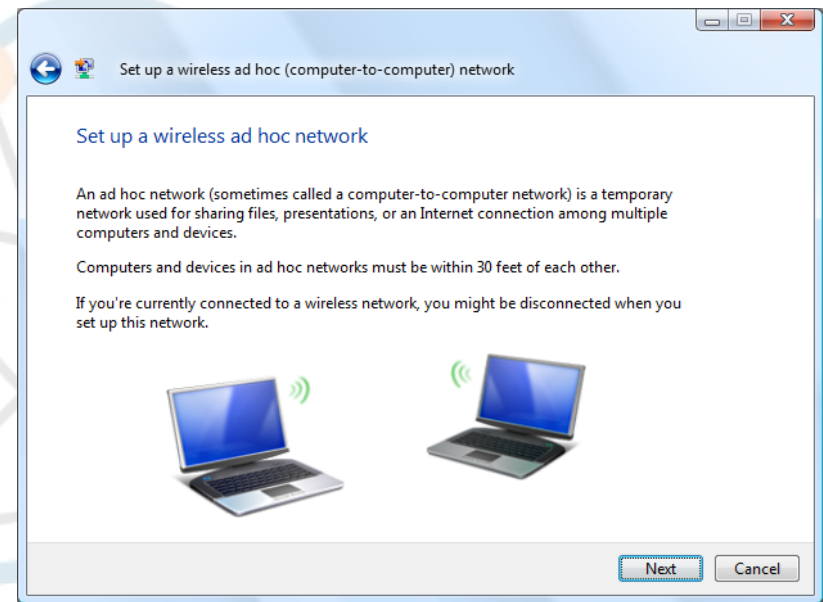 Set up a wireless ad hoc (computer-to-computer) network
Set up a wireless ad hoc network
An ad hoc network (sometimes called a computer-to-computer network) is a temporary
network used for sharing files, presentations, or an Internet connection among multiple
computers and devices.
Computers and devices in ad hoc networks must be within 30 feet of each other.
If you're currently connected to a wireless network, you might be disconnected when you
set up this network.
Next Cancel